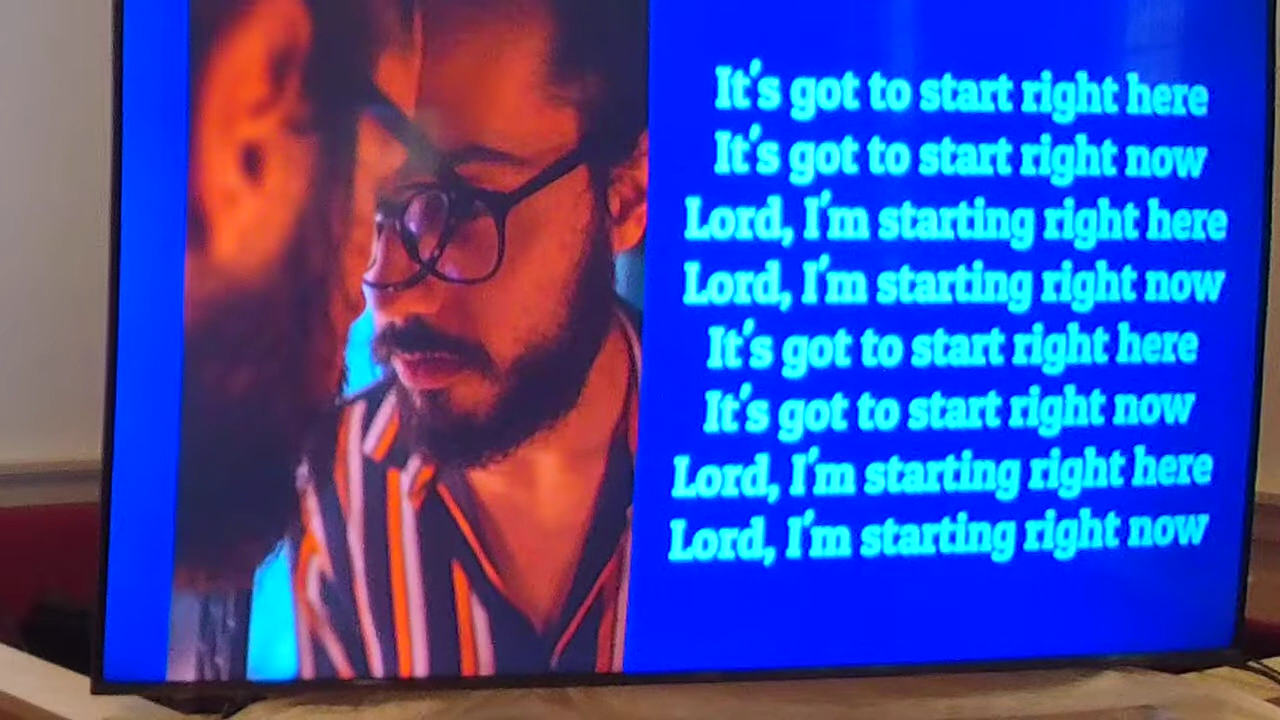 It's got to start right here
It's got to start right now
Lord, I'm starting right here
Lord, I'm starting right now
It's got to start right here
It's got to start right now
Lord, I'm starting right here
Lord, I'm starting right now